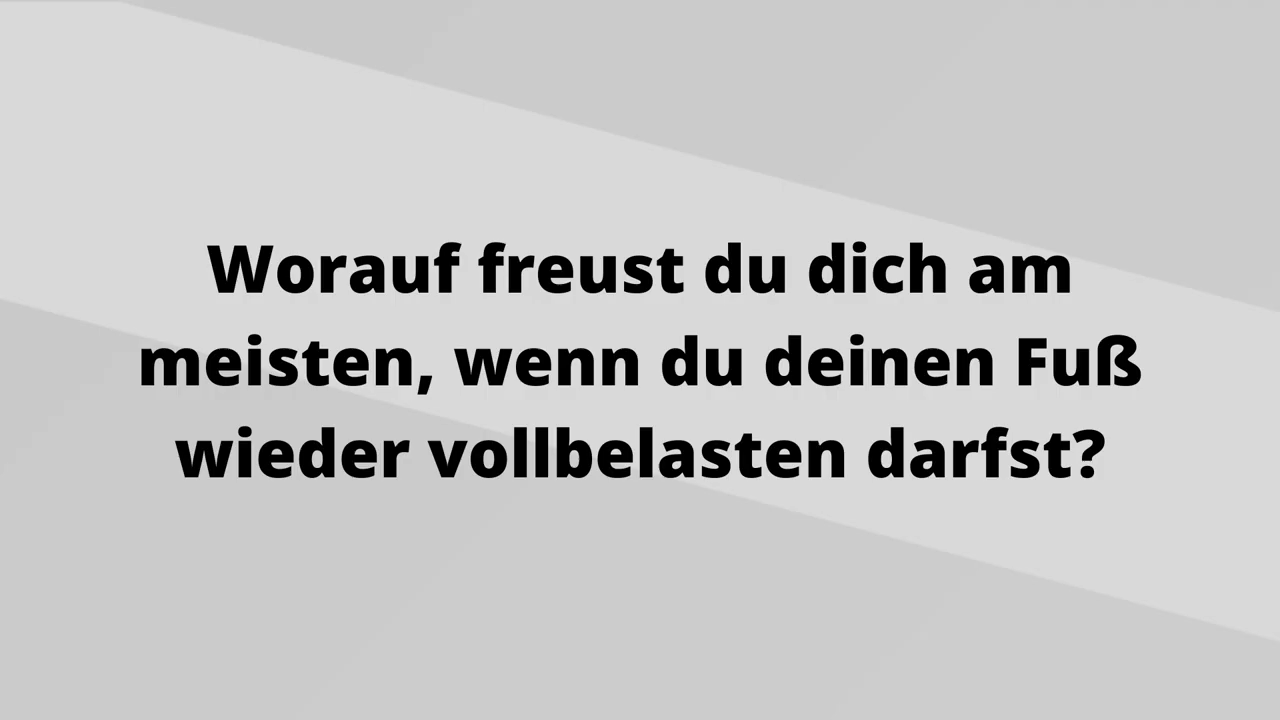 Worauf freust du dich am
meisten, wenn du deinen Fuß
wieder vollbelasten darfst?